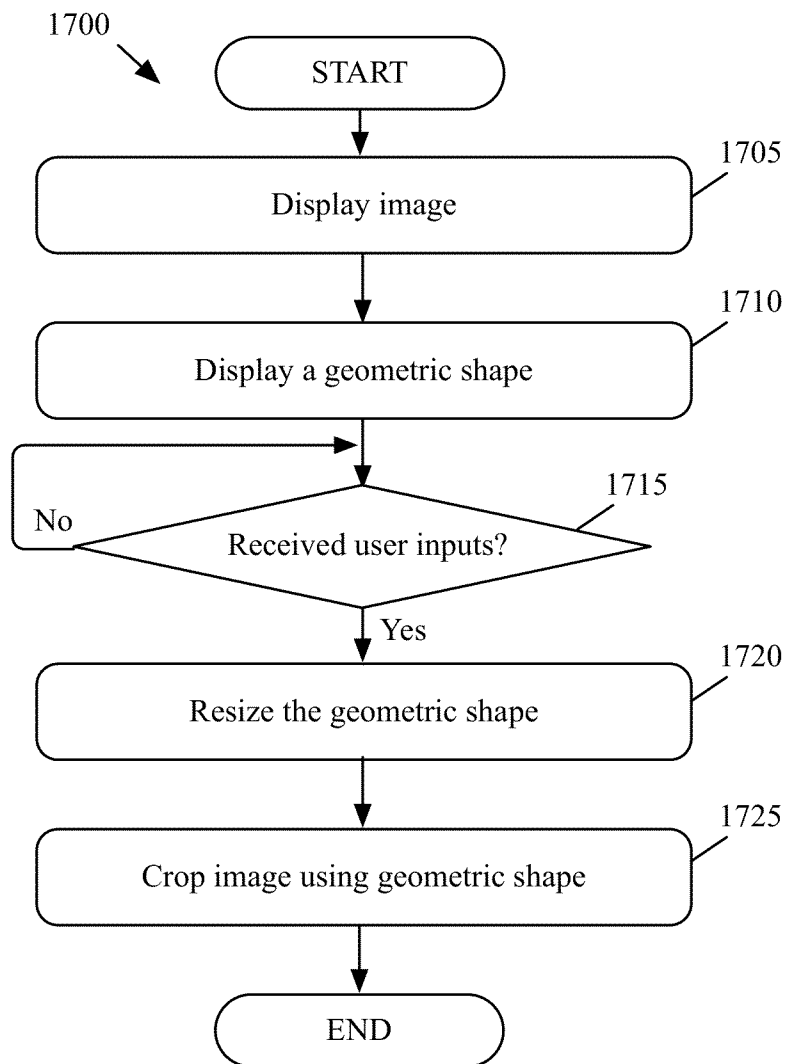 1700
START
1705
Display image
1710
Display a geometric shape
1715
No
Received user inputs?
Yes
1720
Resize the geometric shape
1725
Crop image using geometric shape
END